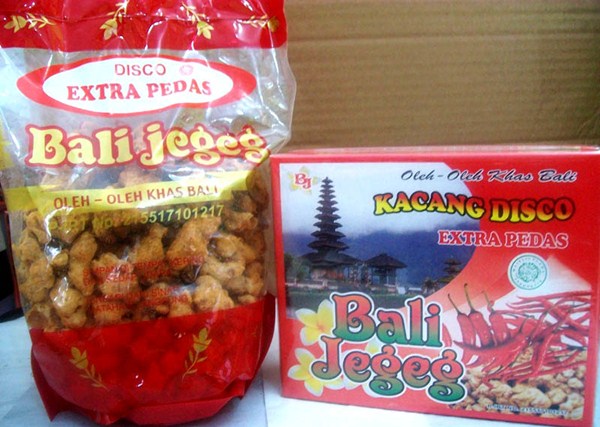 DISCO
EXTRA PEDAS
Bali jegeg
OLEH - OLEH KHAS BALI
BJ
Oleh-Oleh Khas Bali
KACANG DISCO
EXTRA PEDAS
Bali
Jegeg